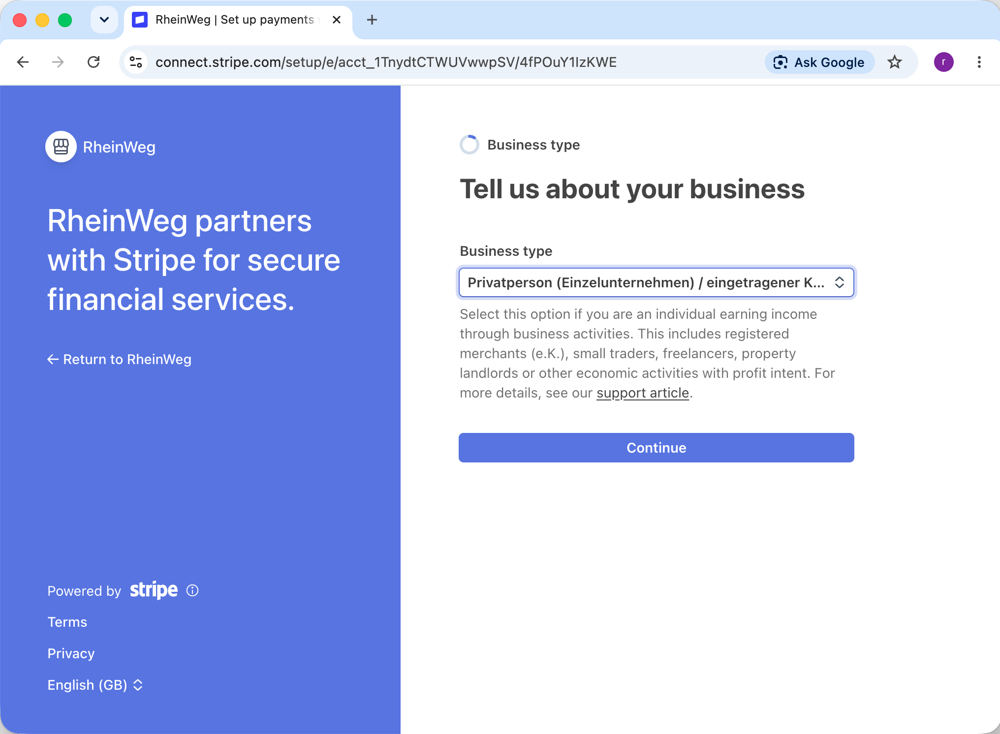 RheinWeg | Set up payments
connect.stripe.com/setup/e/acct_1TnydtCTWUVwwpSV/4fPOuY1IzKWE
Ask Google
r
RheinWeg
RheinWeg partners
with Stripe for secure
financial services.
← Return to RheinWeg
Powered by stripe
Terms
Privacy
English (GB)
Business type
Tell us about your business
Business type
Privatperson (Einzelunternehmen) / eingetragener K...
Select this option if you are an individual earning income
through business activities. This includes registered
merchants (e.K.), small traders, freelancers, property
landlords or other economic activities with profit intent. For
more details, see our support article.
Continue